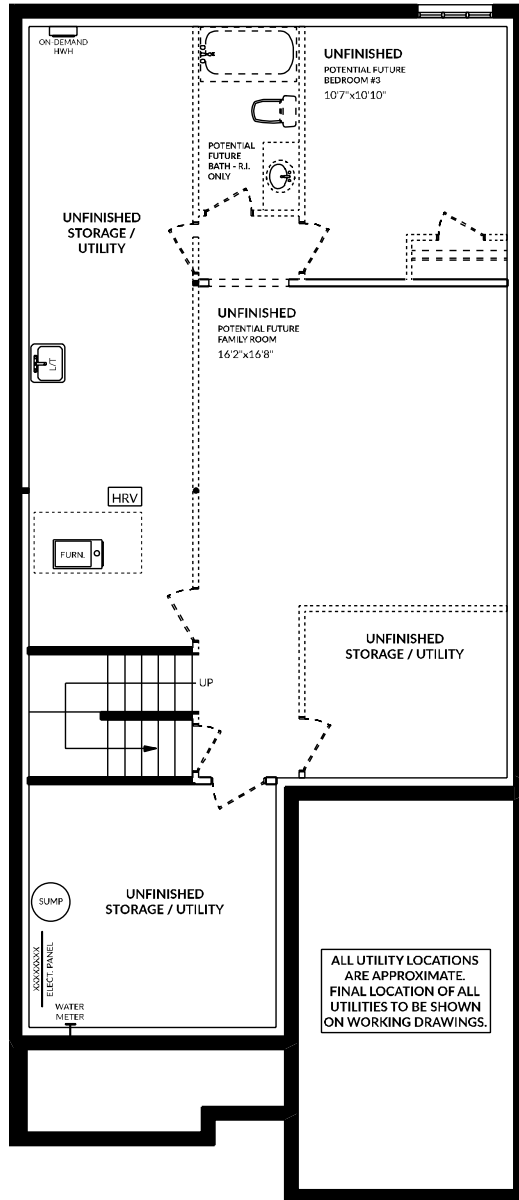 ON-DEMAND
HWH
UNFINISHED
POTENTIAL FUTURE
BEDROOM #3
10'7"x10'10"
POTENTIAL
FUTURE
BATH - R.I.
ONLY
UNFINISHED
STORAGE /
UTILITY
UNFINISHED
POTENTIAL FUTURE
FAMILY ROOM
16'2"x16'8"
L/T
HRV
FURN.
UNFINISHED
STORAGE / UTILITY
UP
UNFINISHED
STORAGE / UTILITY
SUMP
XXXXXXXX
ELECT. PANEL
WATER
METER
ALL UTILITY LOCATIONS
ARE APPROXIMATE.
FINAL LOCATION OF ALL
UTILITIES TO BE SHOWN
ON WORKING DRAWINGS.